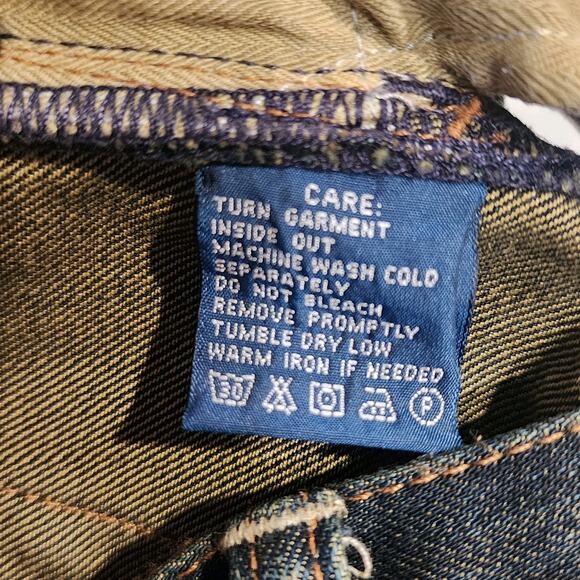 CARE:
TURN GARMENT
INSIDE OUT
MACHINE WASH COLD
SEPARATELY
DO NOT BLEACH
REMOVE PROMPTLY
TUMBLE DRY LOW
WARM IRON IF NEEDED
30 P